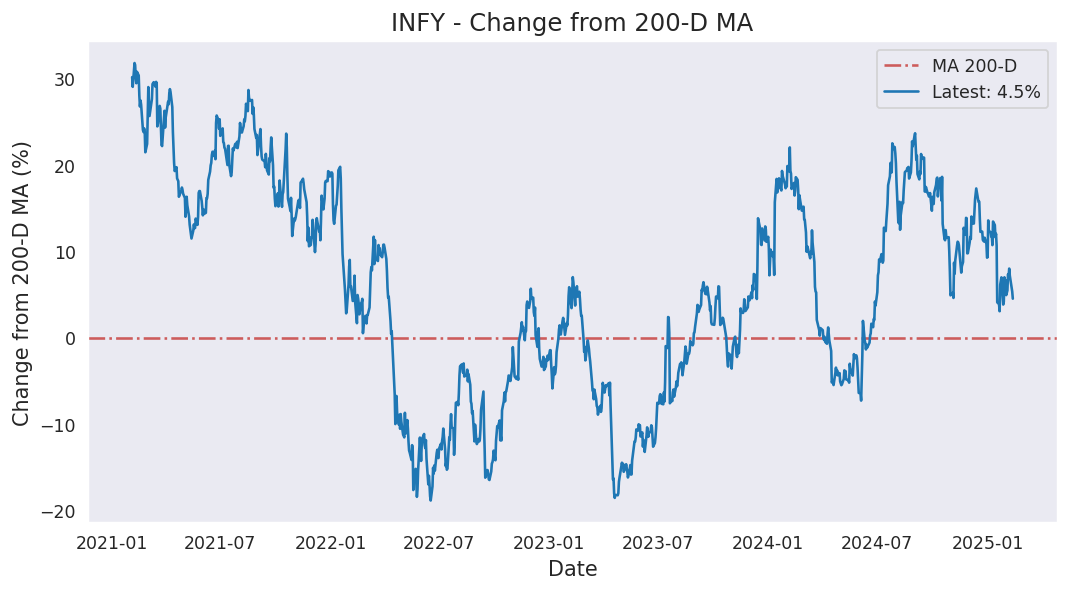 INFY - Change from 200-D MA
MA 200-D
Latest: 4.5%
Change from 200-D MA (%)
30
20
10
0
−10
−20
2021-01 2021-07 2022-01 2022-07 2023-01 2023-07 2024-01 2024-07 2025-01
Date